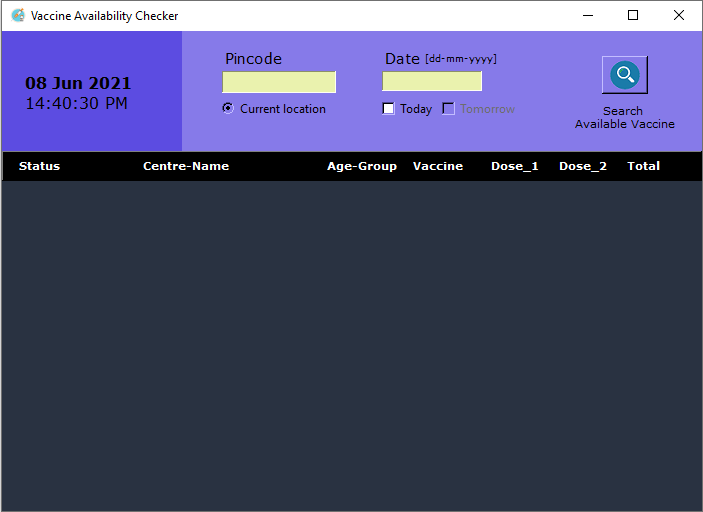 Vaccine Availability Checker
08 Jun 2021
14:40:30 PM
Pincode
Current location
Date [dd-mm-yyyy]
Today Tomorrow
Search
Available Vaccine
Status Centre-Name Age-Group Vaccine Dose_1 Dose_2 Total